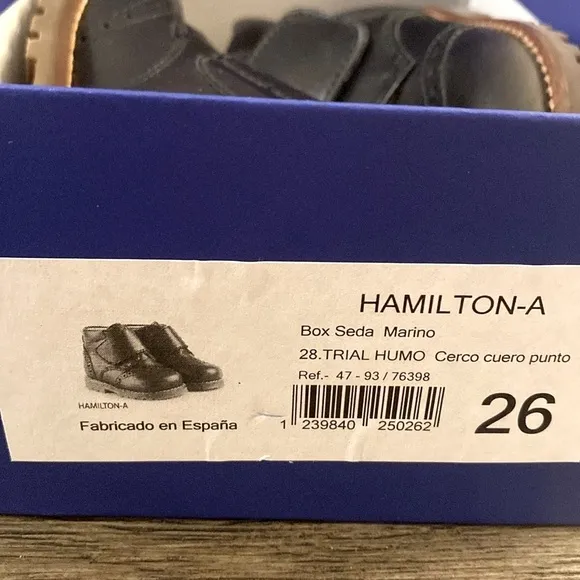 HAMILTON-A
Box Seda Marino
28.TRIAL HUMO Cerco cuero punto
Ref.- 47 - 93 / 76398
HAMILTON-A
Fabricado en España
1 239840 250262
26